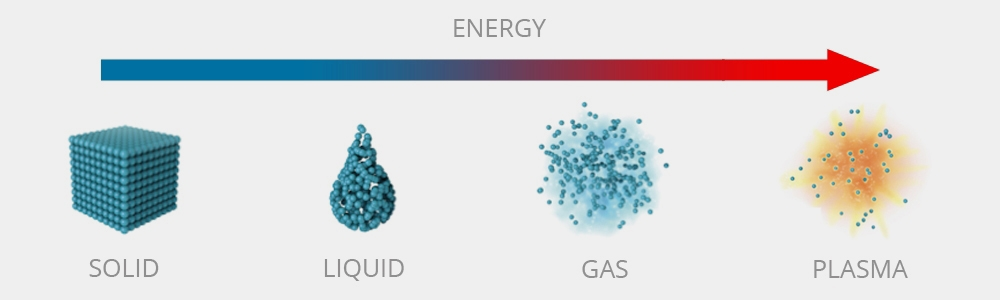 ENERGY
SOLID
LIQUID
GAS
PLASMA